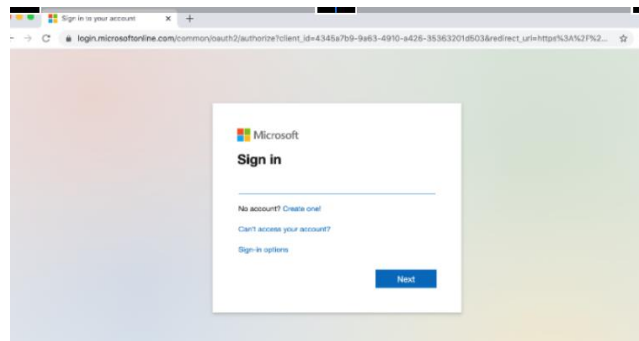 Sign in to your account
login.microsoftonline.com/common/oauth2/authorize?client_id=4345a7b9-9a63-4910-a426-35363201d503&redirect_uri=https%3A%2F%2...
Microsoft
Sign in
No account? Create one!
Can't access your account?
Sign-in options
Next